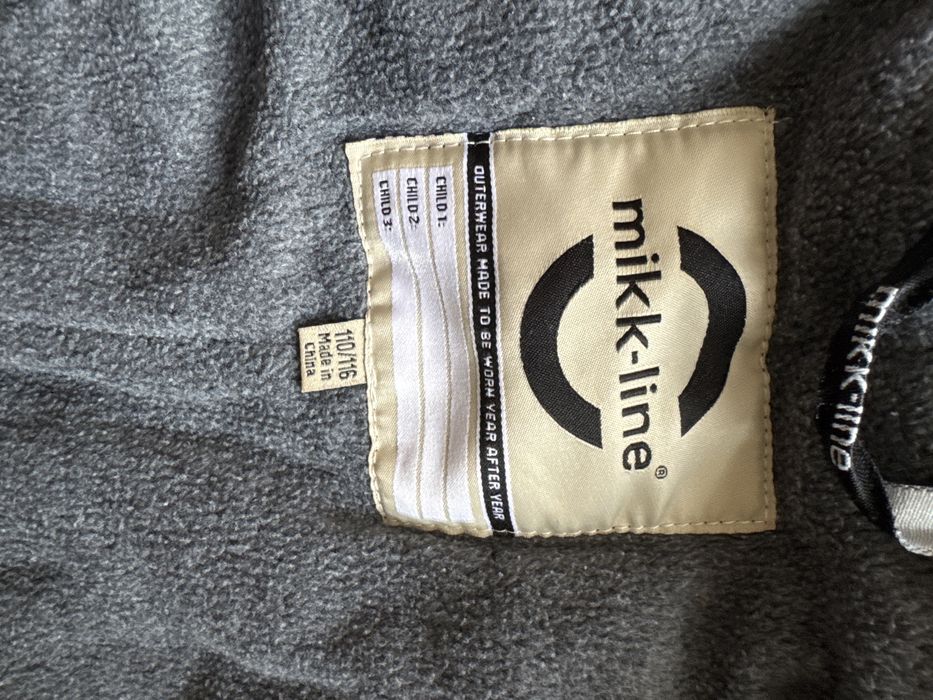 mikk-line®
OUTERWEAR MADE TO BE WORN YEAR AFTER YEAR
CHILD 1:
CHILD 2:
CHILD 3:
110/116
Made in
China
mikk-line